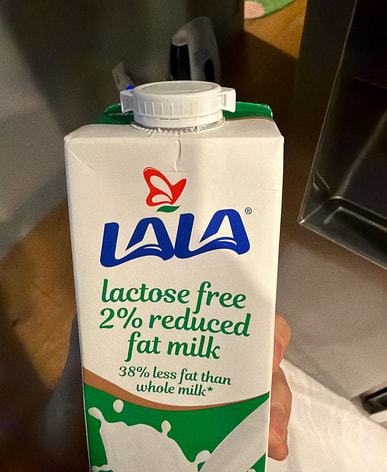 LALA®
lactose free
2% reduced
fat milk
38% less fat than
whole milk*